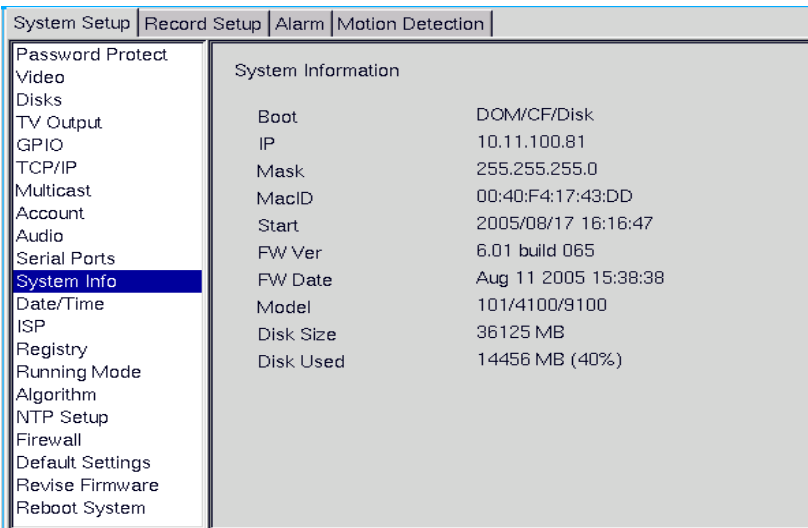 System Setup Record Setup Alarm Motion Detection
Password Protect
Video
Disks
TV Output
GPIO
TCP/IP
Multicast
Account
Audio
Serial Ports
System Info
Date/Time
ISP
Registry
Running Mode
Algorithm
NTP Setup
Firewall
Default Settings
Revise Firmware
Reboot System
System Information
Boot DOM/CF/Disk
IP 10.11.100.81
Mask 255.255.255.0
MacID 00:40:F4:17:43:DD
Start 2005/08/17 16:16:47
FW Ver 6.01 build 065
FW Date Aug 11 2005 15:38:38
Model 101/4100/9100
Disk Size 36125 MB
Disk Used 14456 MB (40%)